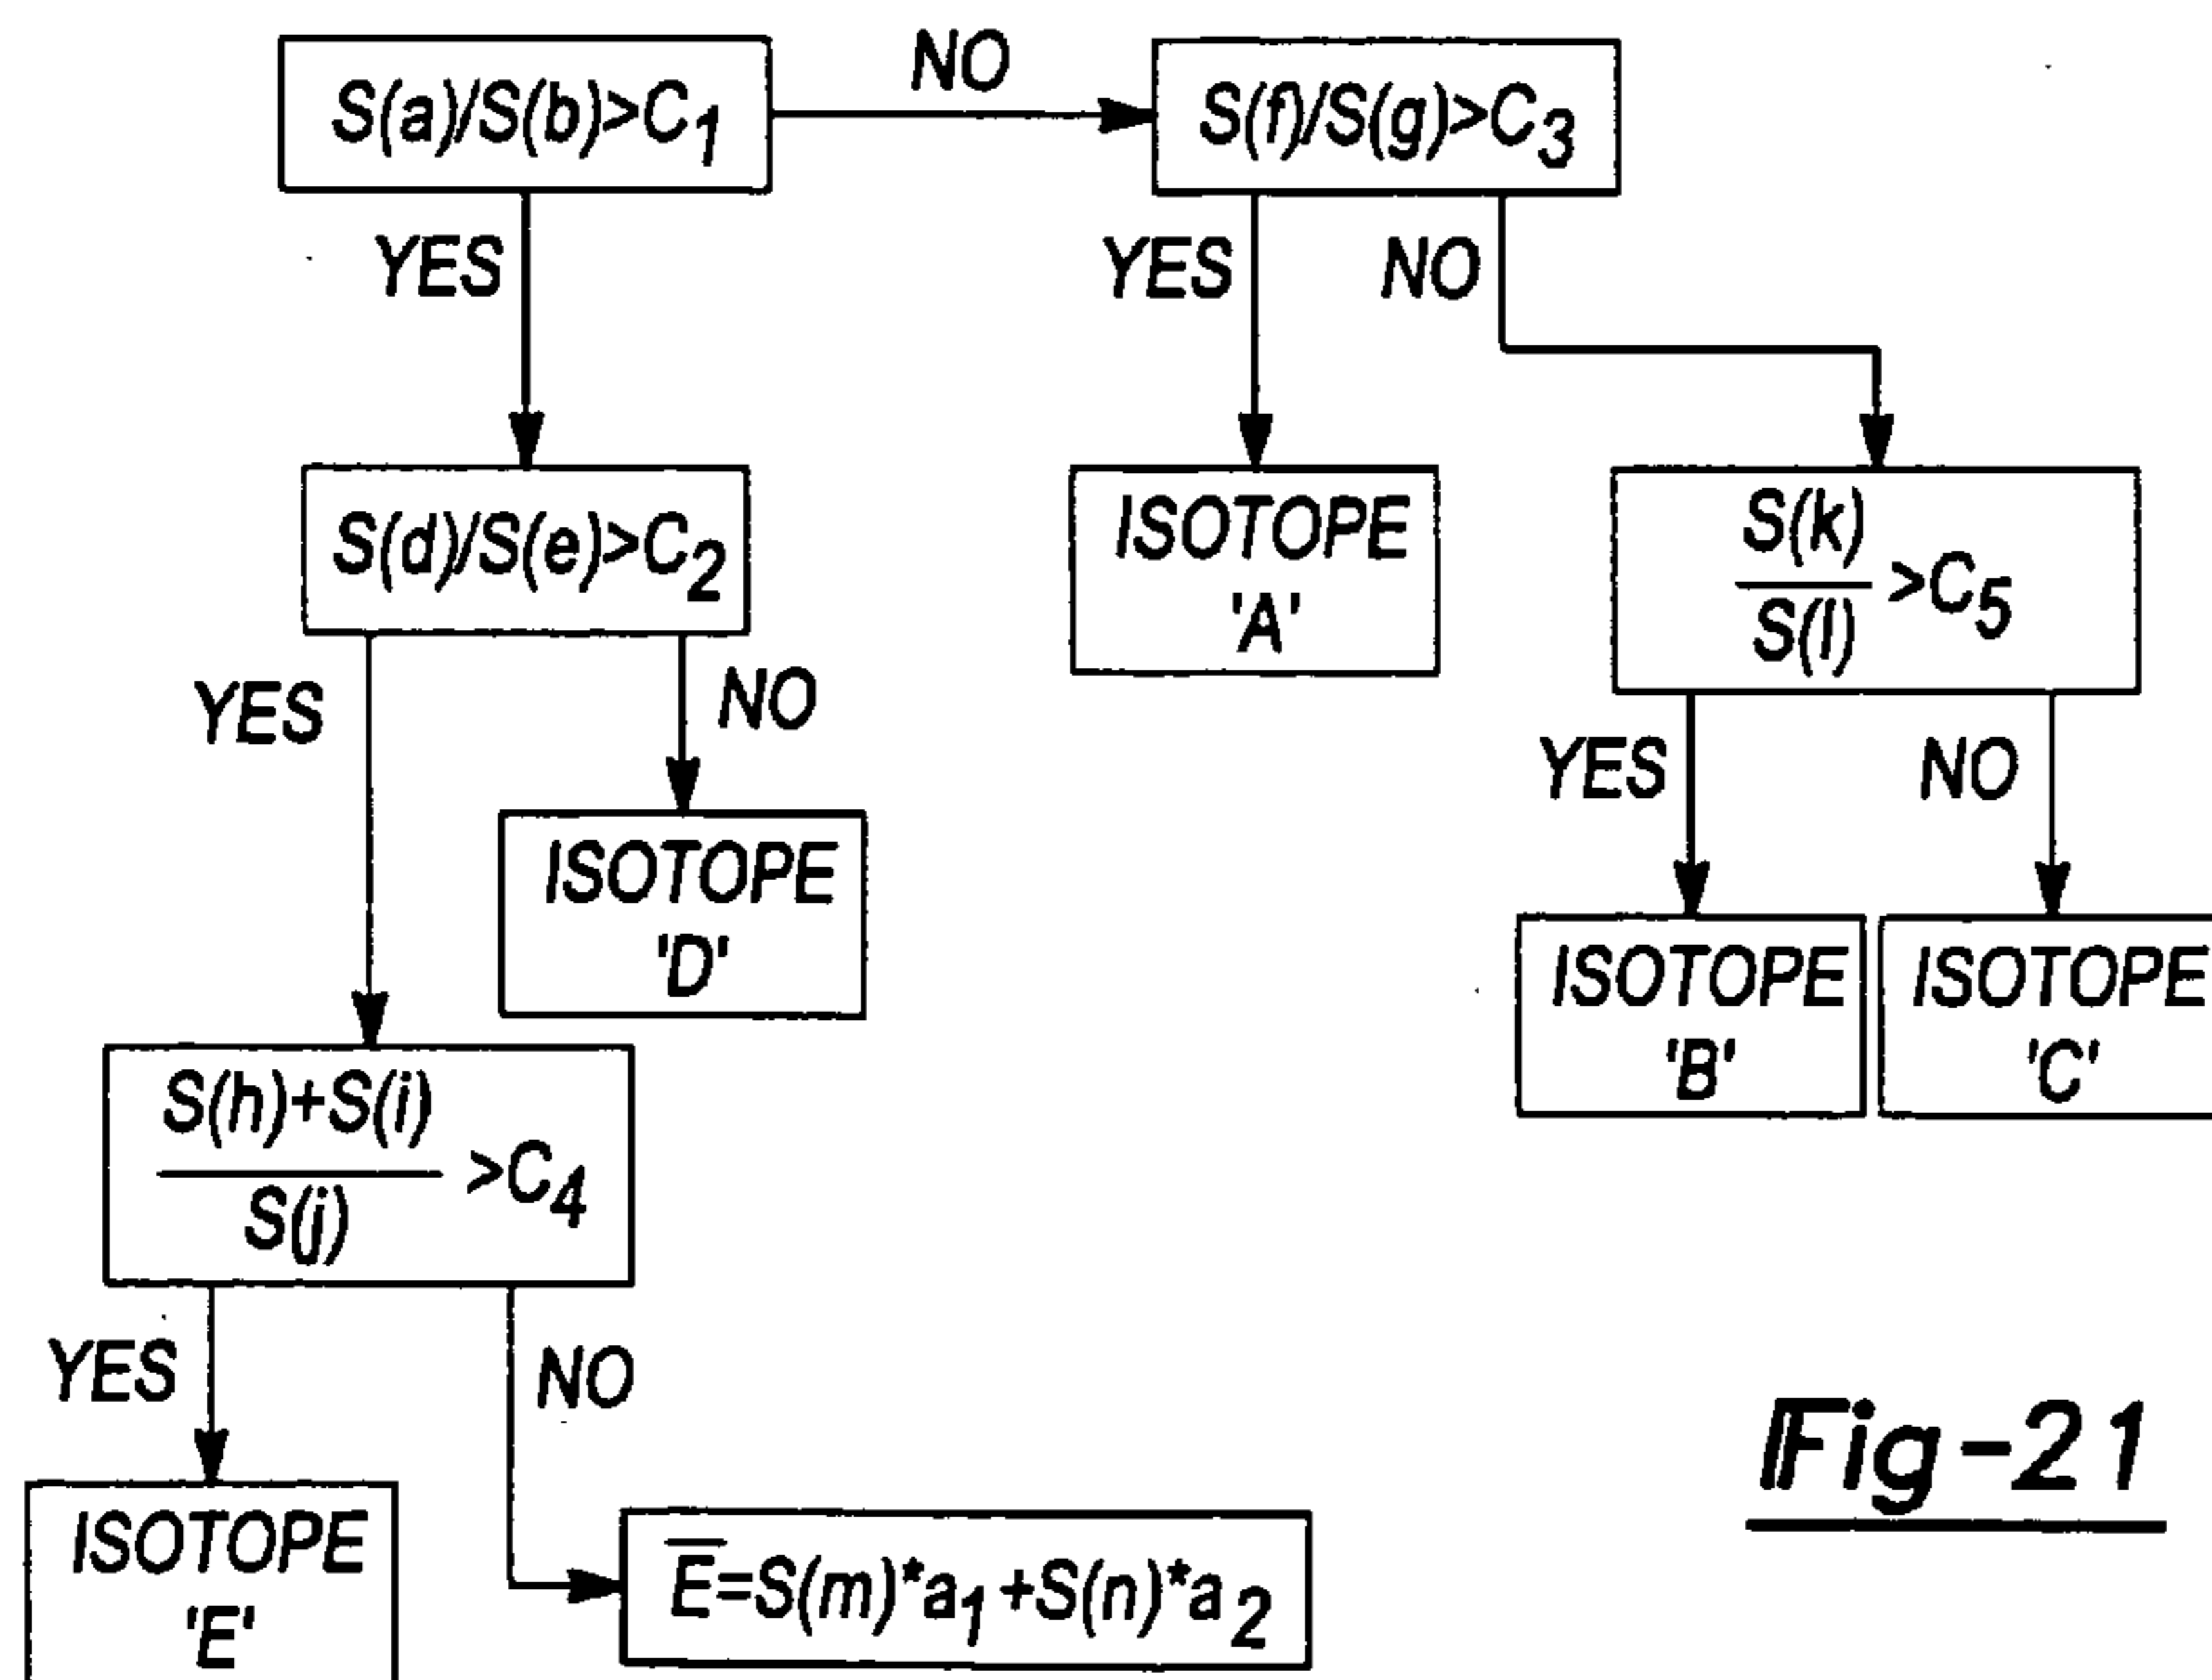 S(a)/S(b)>C1
NO
S(f)/S(g)>C3
YES
YES
NO
S(d)/S(e)>C2
ISOTOPE
'A'
S(k)
S(l)
>C5
YES
NO
YES
NO
ISOTOPE
'D'
ISOTOPE
'B'
ISOTOPE
'C'
S(h)+S(i)
S(j)
>C4
YES
NO
ISOTOPE
'E'
E̅=S(m)*a1+S(n)*a2
Fig-21